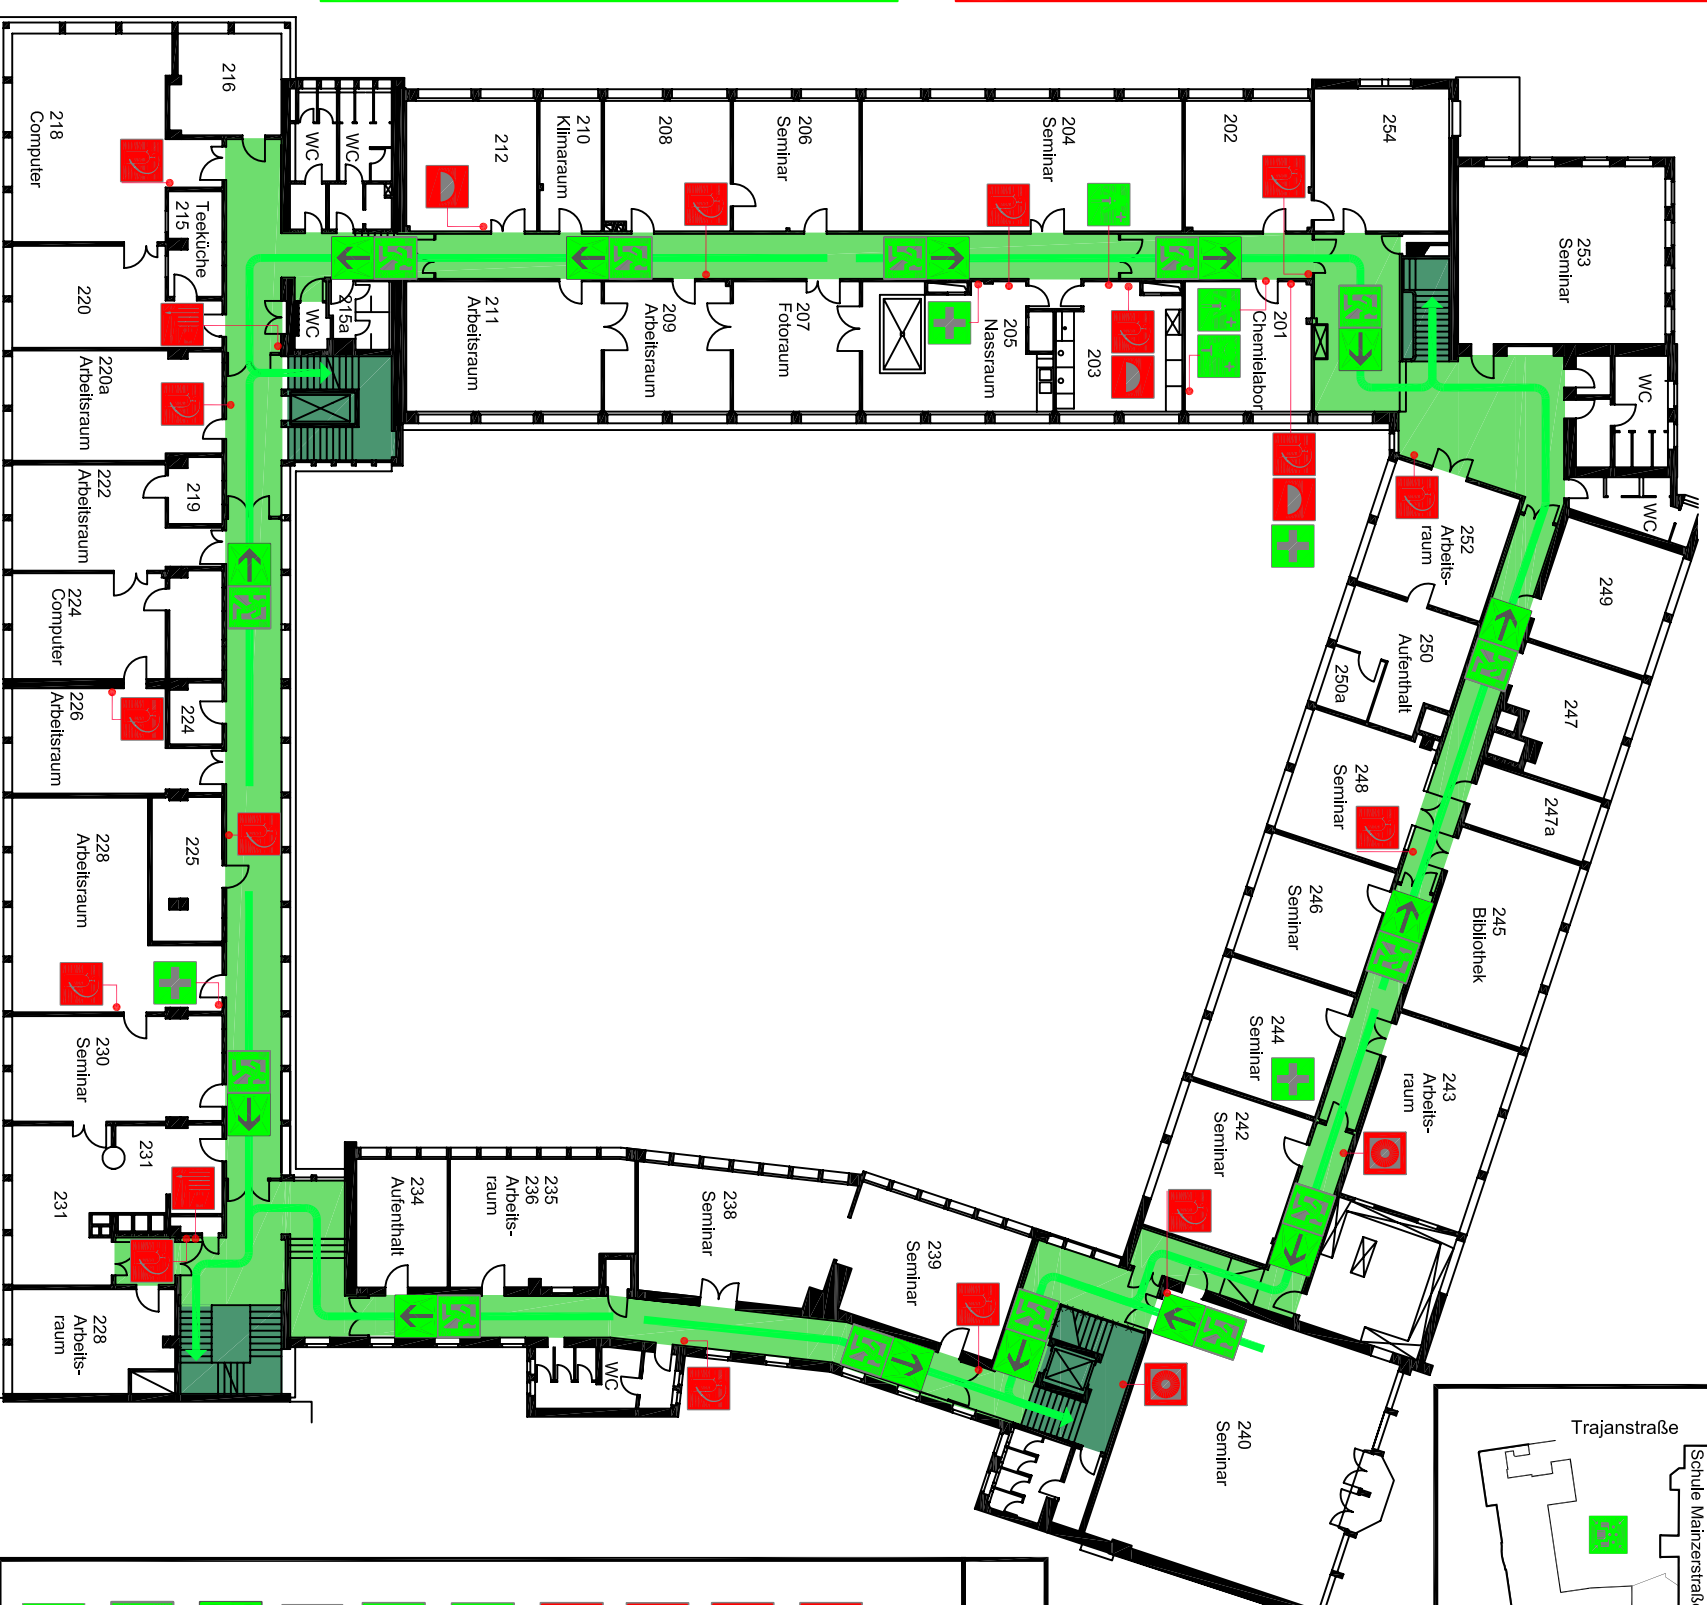 216
218
Computer
WC
WC
212
210
Klimaraum
208
206
Seminar
204
Seminar
202
254
253
Seminar
Teeküche
215
220
WC
215a
211
Arbeitsraum
209
Arbeitsraum
207
Fotoraum
205
Nassraum
203
201
Chemielabor
WC
WC
220a
Arbeitsraum
222
Arbeitsraum
219
224
Computer
226
Arbeitsraum
224
228
Arbeitsraum
225
230
Seminar
231
231
228
Arbeits-
raum
252
Arbeits-
raum
249
250
Aufenthalt
250a
247
248
Seminar
247a
246
Seminar
245
Bibliothek
244
Seminar
243
Arbeits-
raum
242
Seminar
234
Aufenthalt
235
236
Arbeits-
raum
238
Seminar
239
Seminar
WC
240
Seminar
Trajanstraße
Schule Mainzerstraße